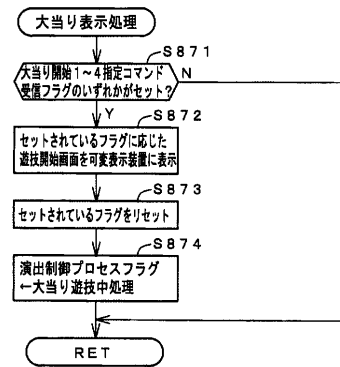 大当り表示処理
S871
大当り開始１～４指定コマンド
受信フラグのいずれかがセット？
N
Y
S872
セットされているフラグに応じた
遊技開始画面を可変表示装置に表示
S873
セットされているフラグをリセット
S874
演出制御プロセスフラグ
←大当り遊技中処理
RET